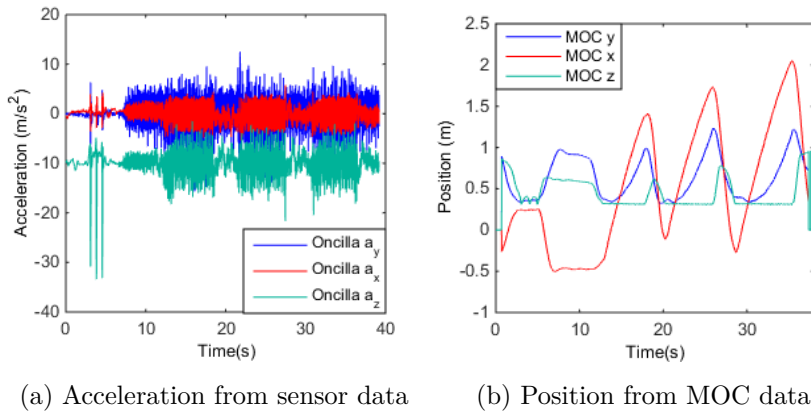 20
10
0
-10
-20
-30
-40
0
10
20
30
40
Acceleration (m/s²)
Time(s)
Oncilla a_y
Oncilla a_x
Oncilla a_z
(a) Acceleration from sensor data
2.5
2
1.5
1
0.5
0
-0.5
-1
0
10
20
30
Position (m)
Time(s)
MOC y
MOC x
MOC z
(b) Position from MOC data